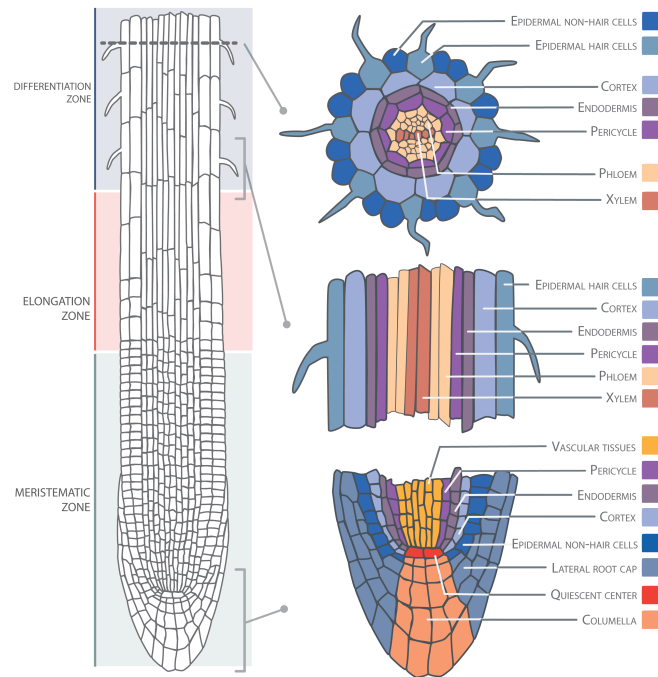 DIFFERENTIATION
ZONE
ELONGATION
ZONE
MERISTEMATIC
ZONE
EPIDERMAL NON-HAIR CELLS
EPIDERMAL HAIR CELLS
CORTEX
ENDODERMIS
PERICYCLE
PHLOEM
XYLEM
EPIDERMAL HAIR CELLS
CORTEX
ENDODERMIS
PERICYCLE
PHLOEM
XYLEM
VASCULAR TISSUES
PERICYCLE
ENDODERMIS
CORTEX
EPIDERMAL NON-HAIR CELLS
LATERAL ROOT CAP
QUIESCENT CENTER
COLUMELLA